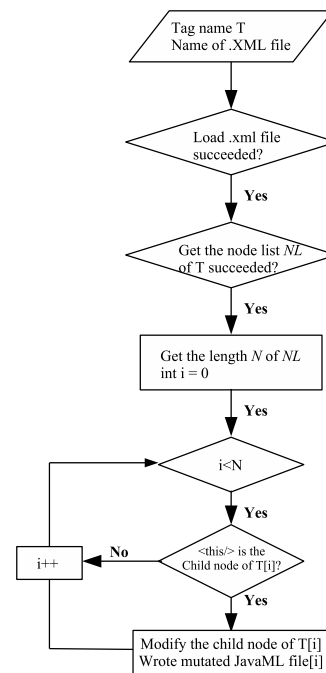 Tag name T
Name of .XML file
Load .xml file
succeeded?
Yes
Get the node list NL
of T succeeded?
Yes
Get the length N of NL
int i = 0
Yes
i<N
Yes
<this/> is the
Child node of T[i]?
No
i++
Yes
Modify the child node of T[i]
Wrote mutated JavaML file[i]